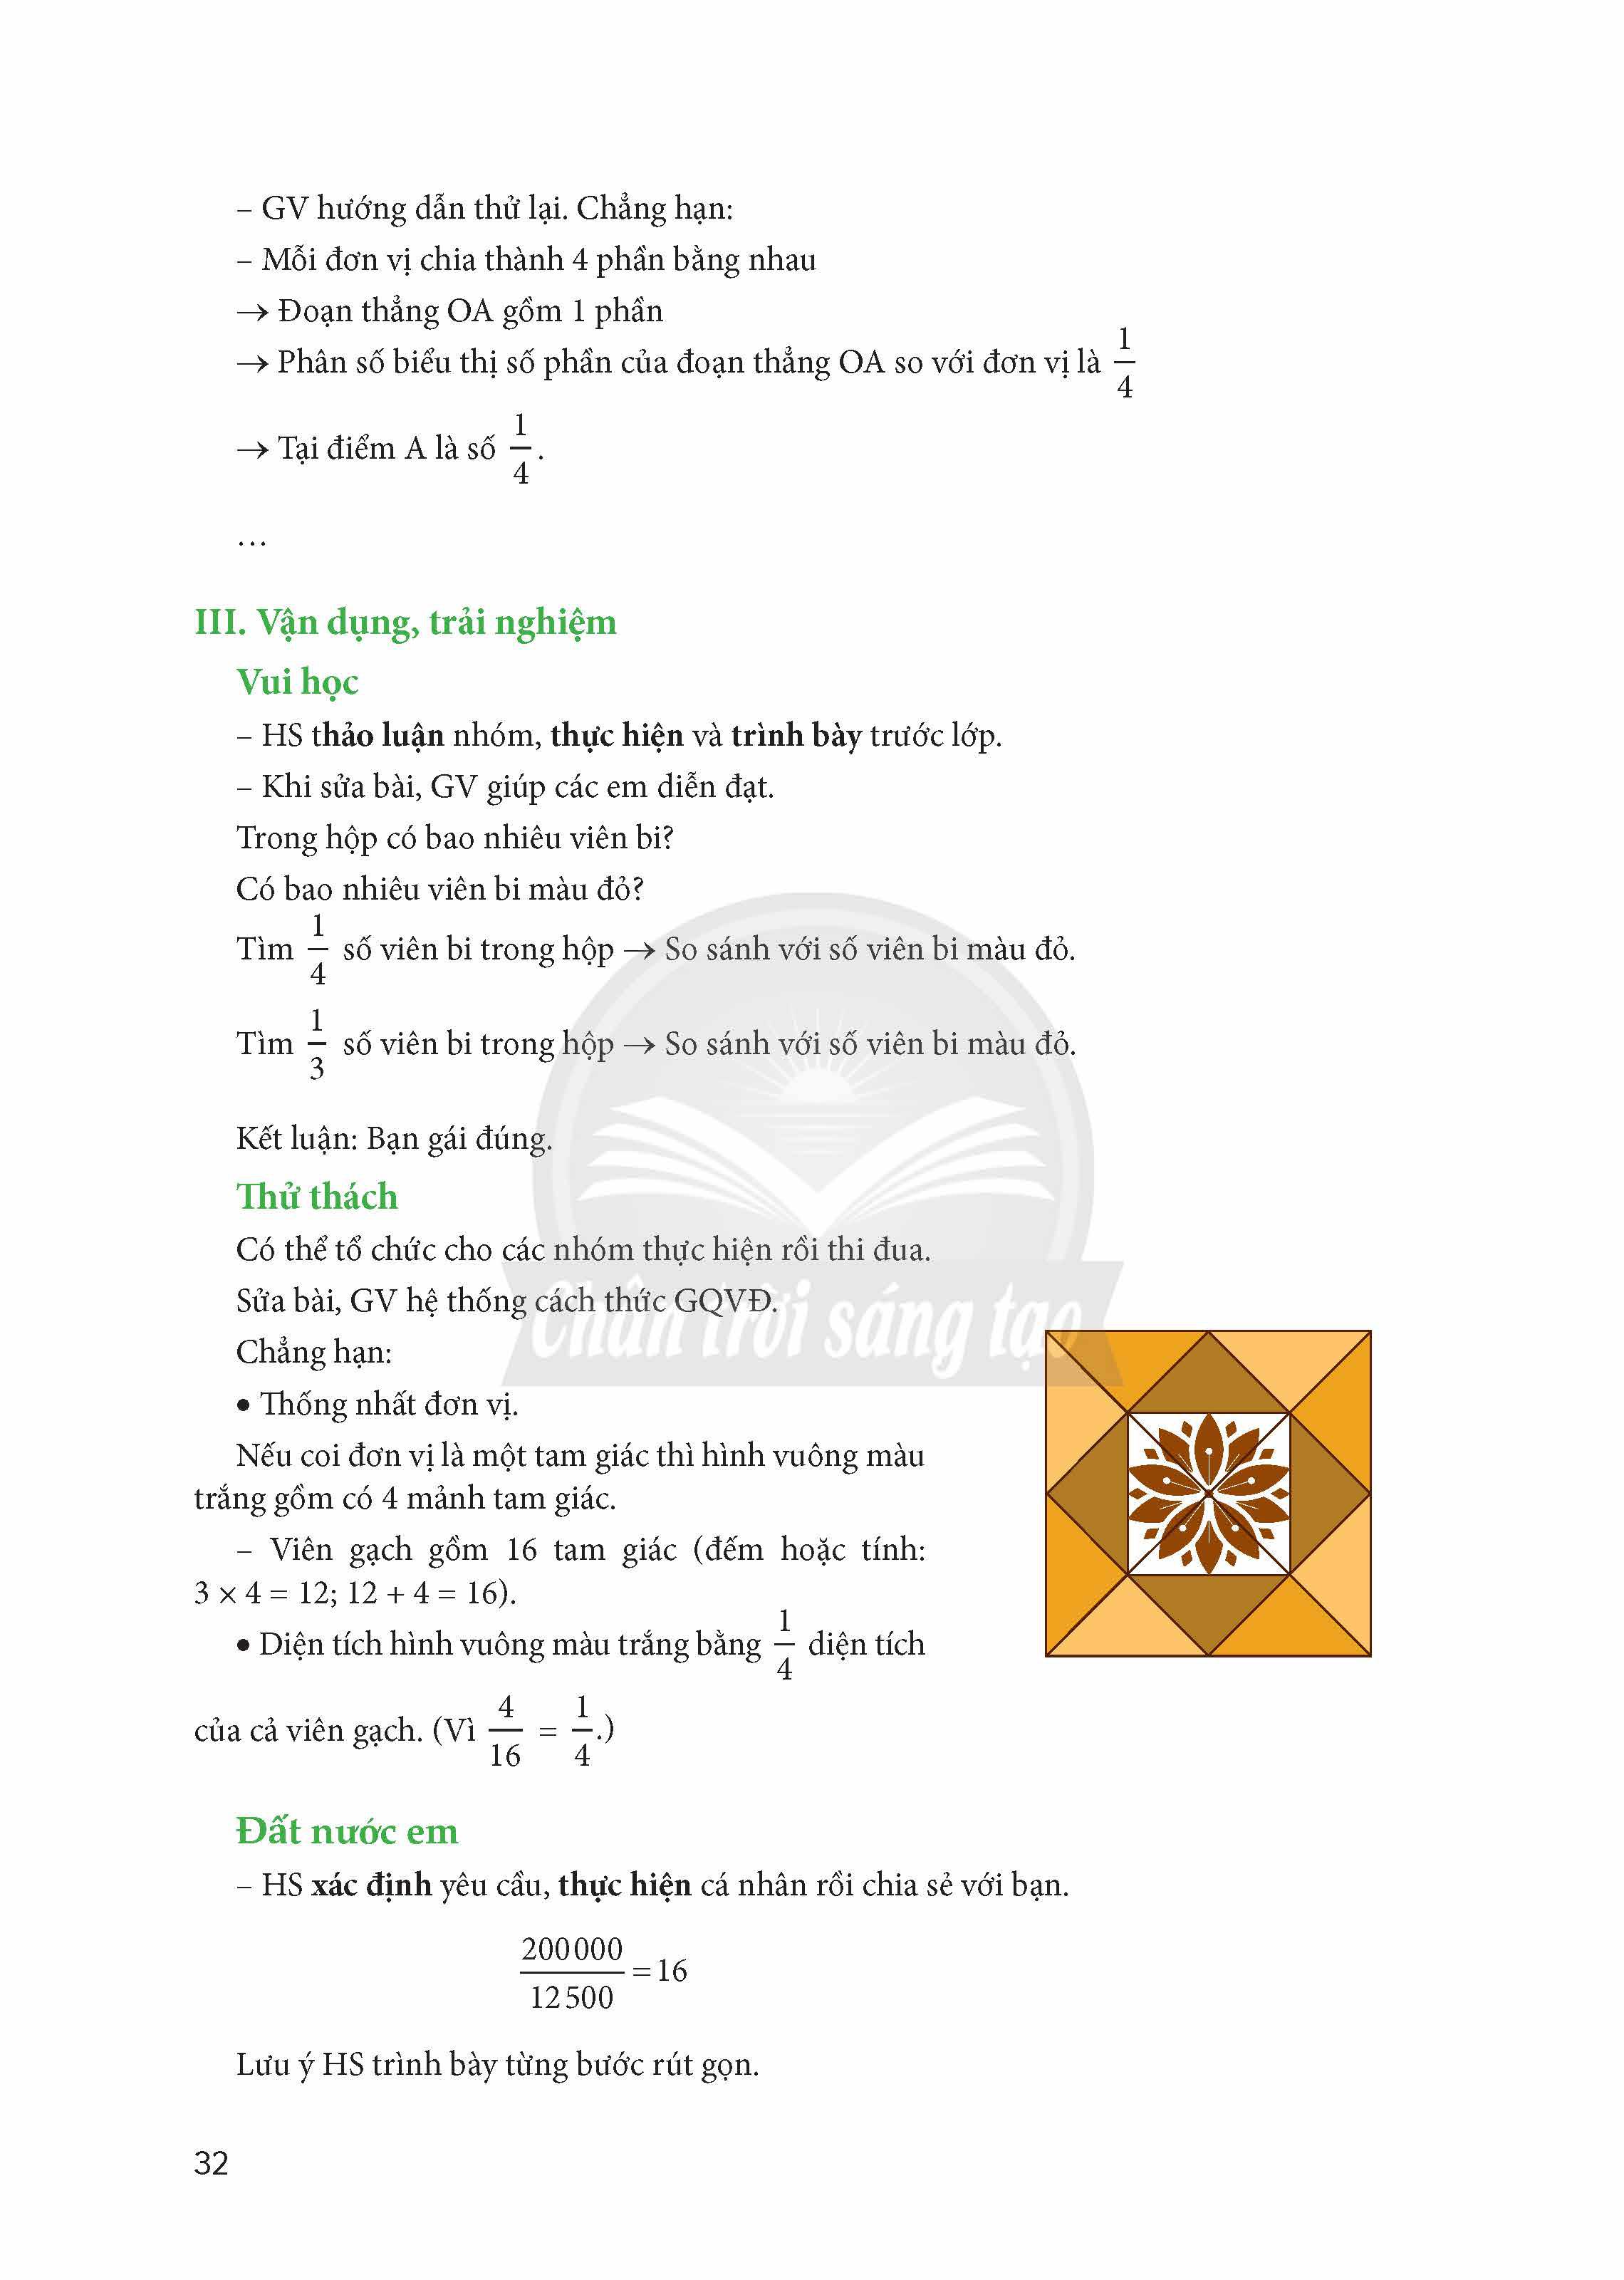 – GV hướng dẫn thử lại. Chẳng hạn:
– Mỗi đơn vị chia thành 4 phần bằng nhau
→ Đoạn thẳng OA gồm 1 phần
→ Phân số biểu thị số phần của đoạn thẳng OA so với đơn vị là 1/4
→ Tại điểm A là số 1/4.
…
III. Vận dụng, trải nghiệm
Vui học
– HS thảo luận nhóm, thực hiện và trình bày trước lớp.
– Khi sửa bài, GV giúp các em diễn đạt.
Trong hộp có bao nhiêu viên bi?
Có bao nhiêu viên bi màu đỏ?
Tìm 1/4 số viên bi trong hộp → So sánh với số viên bi màu đỏ.
Tìm 1/3 số viên bi trong hộp → So sánh với số viên bi màu đỏ.
Kết luận: Bạn gái đúng.
Thử thách
Có thể tổ chức cho các nhóm thực hiện rồi thi đua.
Sửa bài, GV hệ thống cách thức GQVĐ.
Chân trời sáng tạo
Chẳng hạn:
• Thống nhất đơn vị.
Nếu coi đơn vị là một tam giác thì hình vuông màu
trắng gồm có 4 mảnh tam giác.
– Viên gạch gồm 16 tam giác (đếm hoặc tính:
3 × 4 = 12; 12 + 4 = 16).
• Diện tích hình vuông màu trắng bằng 1/4 diện tích
của cả viên gạch. (Vì 4/16 = 1/4.)
Đất nước em
– HS xác định yêu cầu, thực hiện cá nhân rồi chia sẻ với bạn.
200 000/12 500 = 16
Lưu ý HS trình bày từng bước rút gọn.
32